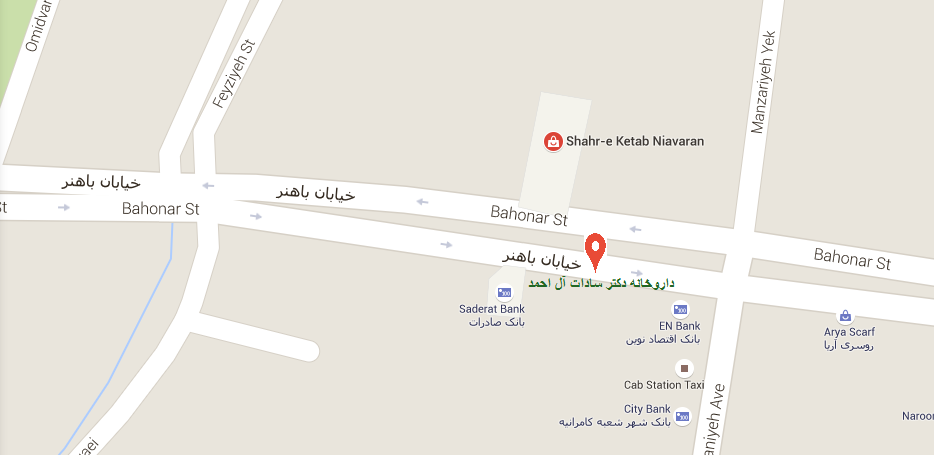 Omidvar
Feyziyeh St
Manzariyeh Yek
Shahr-e Ketab Niavaran
خیابان باهنر
خیابان باهنر
St
Bahonar St
Bahonar St
Bahonar St
خیابان باهنر
داروخانه دکتر سادات آل احمد
Saderat Bank
بانک صادرات
EN Bank
بانک اقتصاد نوین
Arya Scarf
روسری آریا
Cab Station Taxi
City Bank
بانک شهر شعبه کامرانیه
Naroon
aniyeh Ave
aei